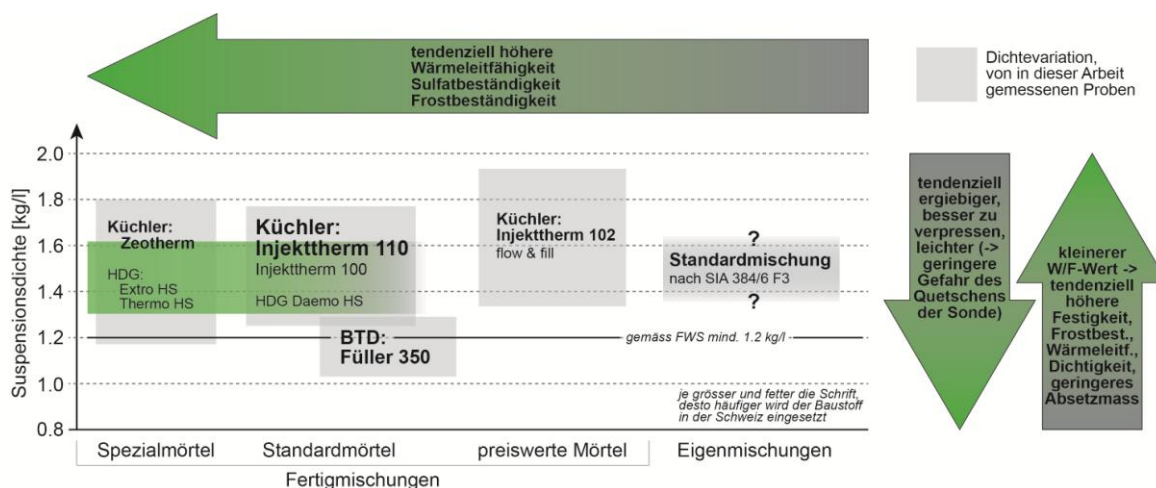 tendenziell höhere
Wärmeleitfähigkeit
Sulfatbeständigkeit
Frostbeständigkeit
Dichtevariation,
von in dieser Arbeit
gemessenen Proben
Suspensionsdichte [kg/l]
2.0
1.8
1.6
1.4
1.2
1.0
0.8
Küchler:
Zeotherm
HDG:
Extro HS
Thermo HS
Küchler:
Injekttherm 110
Injekttherm 100
HDG Daemo HS
BTD:
Füller 350
Küchler:
Injekttherm 102
flow & fill
?
Standardmischung
nach SIA 384/6 F3
?
gemäss FWS mind. 1.2 kg/l
je grösser und fetter die Schrift,
desto häufiger wird der Baustoff
in der Schweiz eingesetzt
Spezialmörtel
Standardmörtel
preiswerte Mörtel
Eigenmischungen
Fertigmischungen
tendenziell
ergiebiger,
besser zu
verpressen,
leichter (->
geringere
Gefahr des
Quetschens
der Sonde)
kleinerer
W/F-Wert ->
tendenziell
höhere
Festigkeit,
Frostbest.,
Wärmeleitf.,
Dichtigkeit,
geringeres
Absetzmass